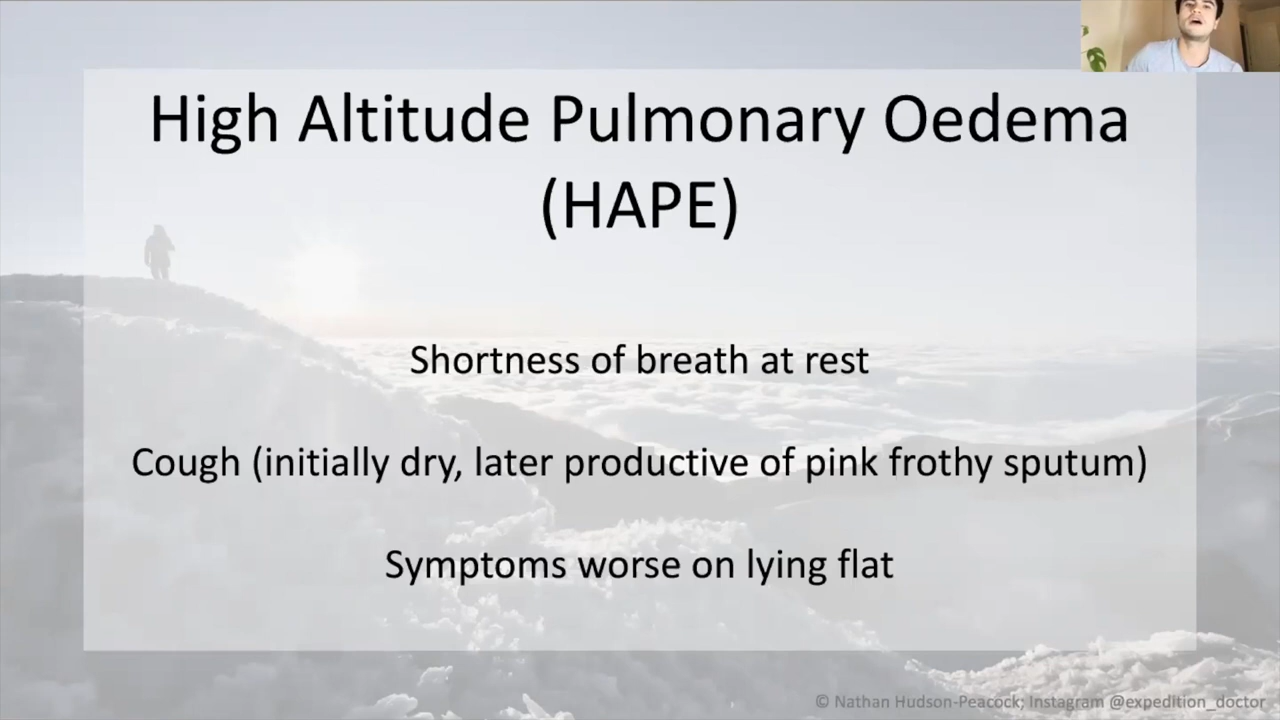 High Altitude Pulmonary Oedema
(HAPE)
Shortness of breath at rest
Cough (initially dry, later productive of pink frothy sputum)
Symptoms worse on lying flat
© Nathan Hudson-Peacock; Instagram @expedition_doctor